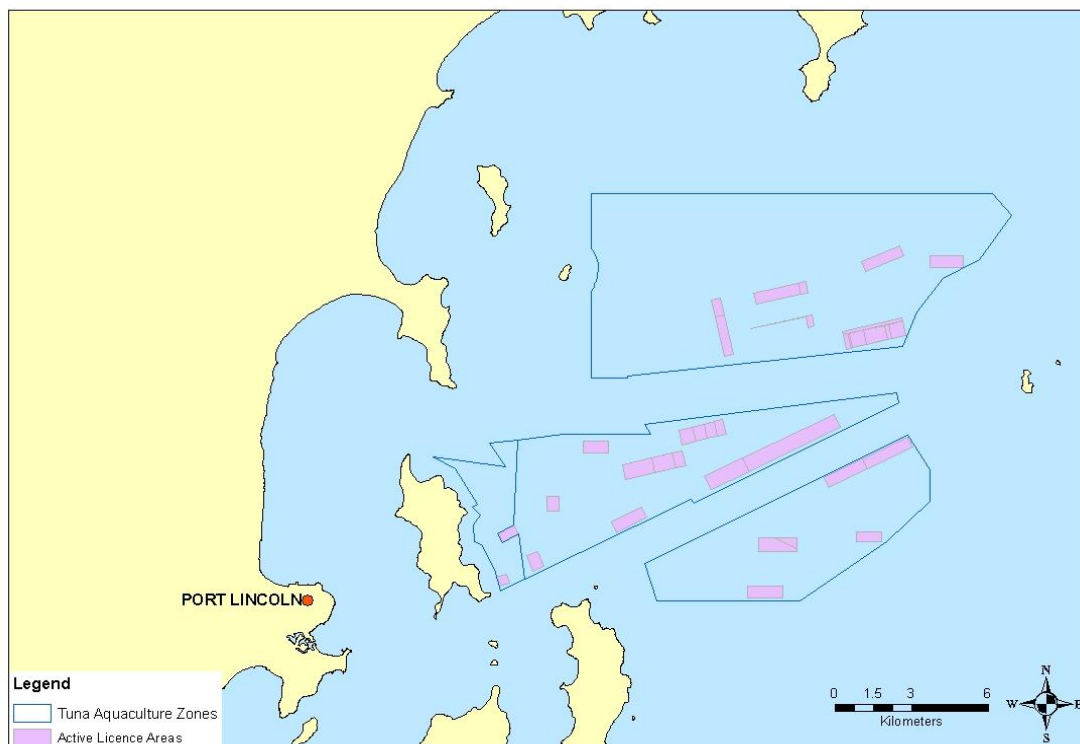 PORT LINCOLN
Legend
Tuna Aquaculture Zones
Active Licence Areas
0 1.5 3 6
Kilometers
N
W E
S